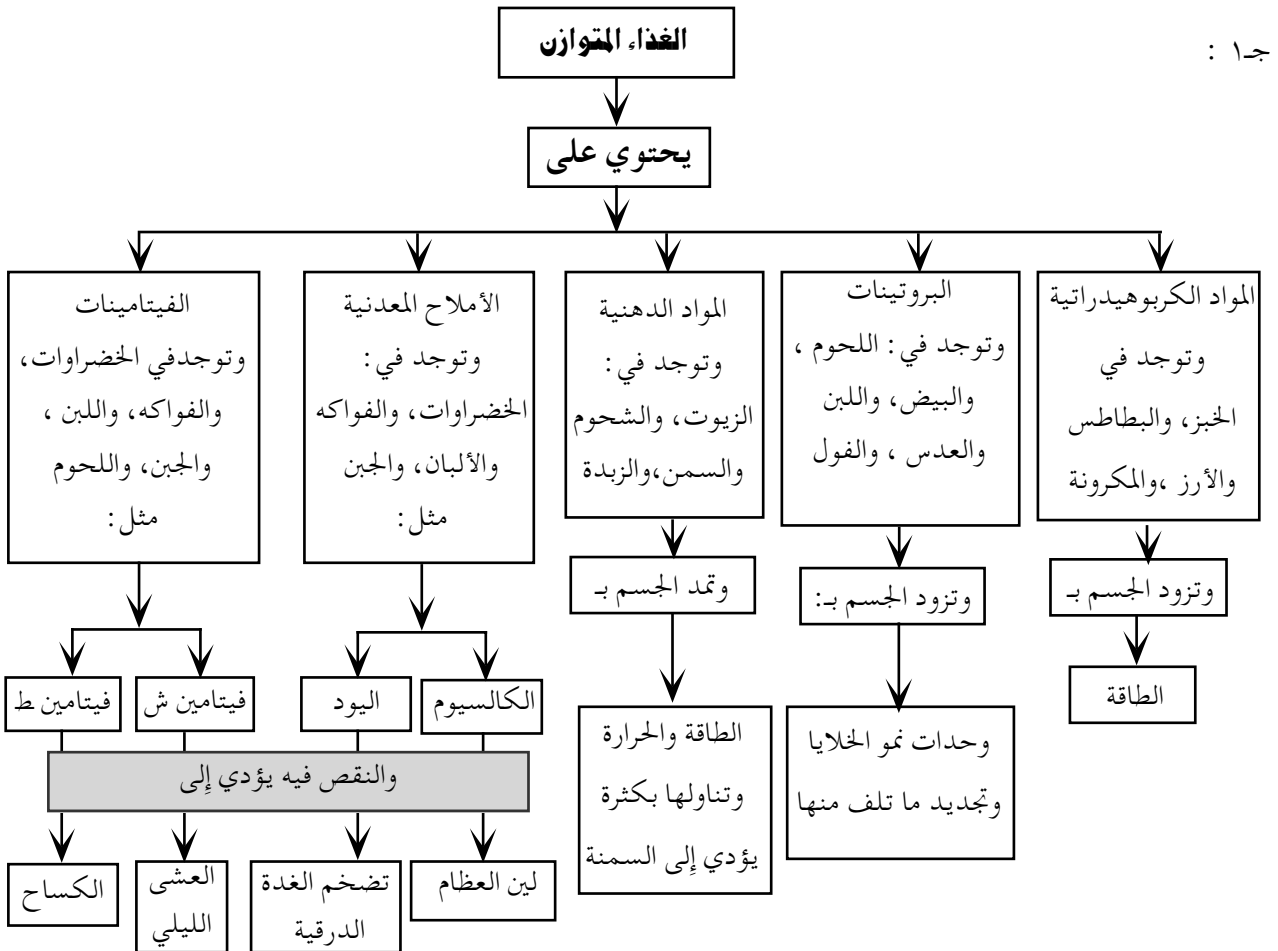 جـ١ :
الغذاء المتوازن
يحتوي على
المواد الكربوهيدراتية
وتوجد في
الخبز، والبطاطس
والأرز ،والمكرونة
وتزود الجسم بـ
الطاقة
البروتينات
وتوجد في : اللحوم ،
والبيض، واللبن
والعدس ، والفول
وتزود الجسم بـ:
وحدات نمو الخلايا
وتجديد ما تلف منها
المواد الدهنية
وتوجد في :
الزيوت، والشحوم
والسمن،والزبدة
وتمد الجسم بـ
الطاقة والحرارة
وتناولها بكثرة
يؤدي إِلى السمنة
الأملاح المعدنية
وتوجد في :
الخضراوات، والفواكه
والألبان، والجبن
مثل :
الكالسيوم
اليود
الفيتامينات
وتوجدفي الخضراوات،
والفواكه، واللبن ،
والجبن، واللحوم
مثل :
فيتامين ش
فيتامين ط
والنقص فيه يؤدي إِلى
لين العظام
تضخم الغدة
الدرقية
العشى
الليلي
الكساح